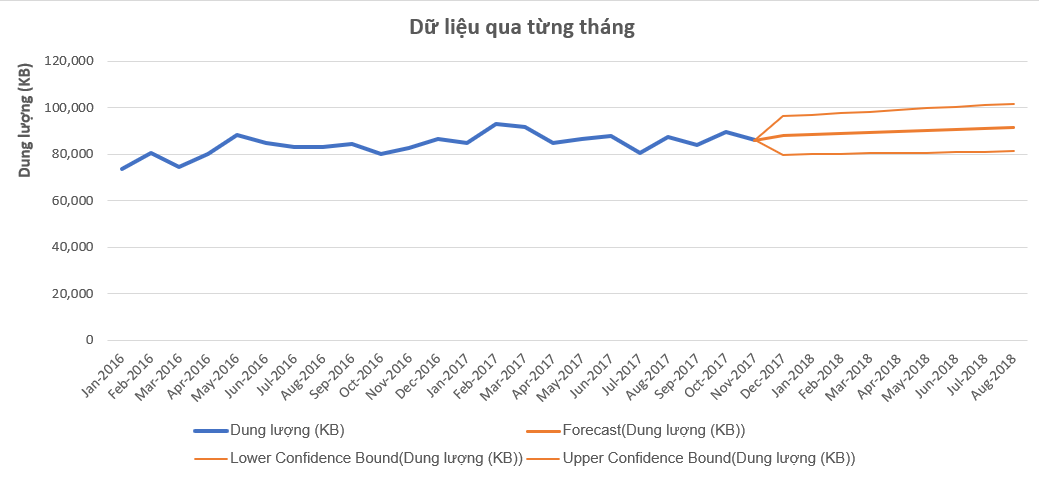 Dữ liệu qua từng tháng
Dung lượng (KB)
120,000
100,000
80,000
60,000
40,000
20,000
0
Jan-2016
Feb-2016
Mar-2016
Apr-2016
May-2016
Jun-2016
Jul-2016
Aug-2016
Sep-2016
Oct-2016
Nov-2016
Dec-2016
Jan-2017
Feb-2017
Mar-2017
Apr-2017
May-2017
Jun-2017
Jul-2017
Aug-2017
Sep-2017
Oct-2017
Nov-2017
Dec-2017
Jan-2018
Feb-2018
Mar-2018
Apr-2018
May-2018
Jun-2018
Jul-2018
Aug-2018
Dung lượng (KB)
Forecast(Dung lượng (KB))
Lower Confidence Bound(Dung lượng (KB))
Upper Confidence Bound(Dung lượng (KB))